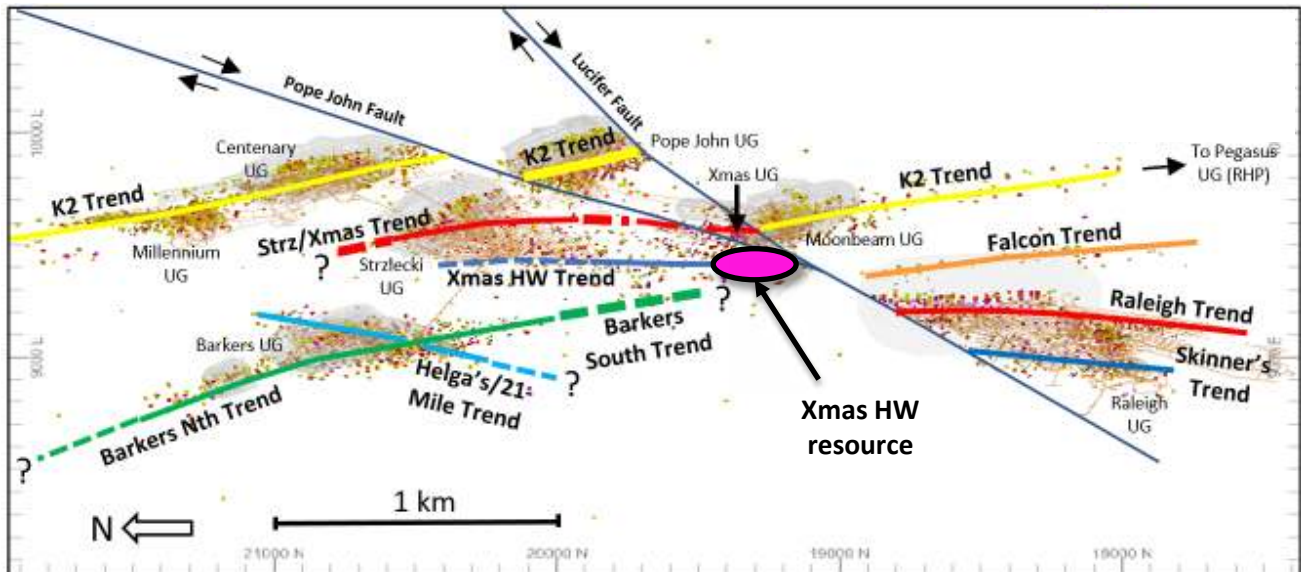 Pope John Fault
Lucifer Fault
10000 E
Centenary
UG
K2 Trend
Pope John UG
Xmas UG
To Pegasus
UG (RHP)
K2 Trend
K2 Trend
Strz/Xmas Trend
Moonbeam UG
Falcon Trend
Millennium
UG
?
Strzlecki
UG
Xmas HW Trend
?
Raleigh Trend
Barkers UG
Barkers
South Trend
Skinner's
Trend
9000 E
Helga's/21-
Mile Trend
?
Raleigh
UG
Barkers Nth Trend
Xmas HW
resource
?
1 km
N
21000 N
20000 N
19000 N
18000 N